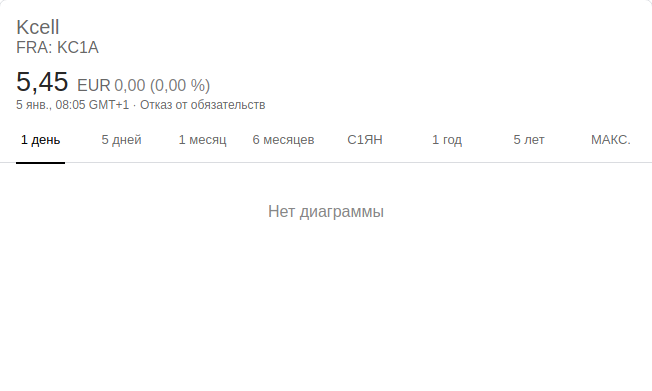 Kcell
FRA: KC1A
5,45 EUR 0,00 (0,00 %)
5 янв., 08:05 GMT+1 · Отказ от обязательств
1 день 5 дней 1 месяц 6 месяцев С1ЯН 1 год 5 лет МАКС.
Нет диаграммы